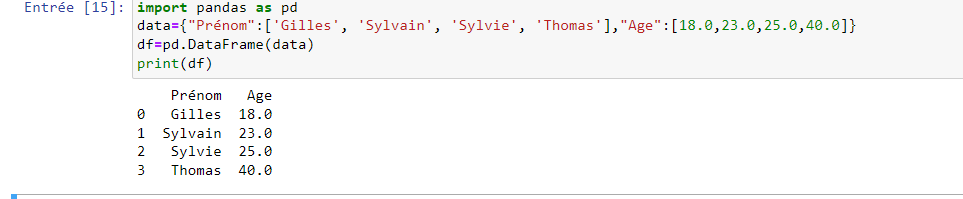 Entrée [15]: import pandas as pd
data={"Prénom":['Gilles', 'Sylvain', 'Sylvie', 'Thomas'],"Age":[18.0,23.0,25.0,40.0]}
df=pd.DataFrame(data)
print(df)
Prénom Age
0 Gilles 18.0
1 Sylvain 23.0
2 Sylvie 25.0
3 Thomas 40.0